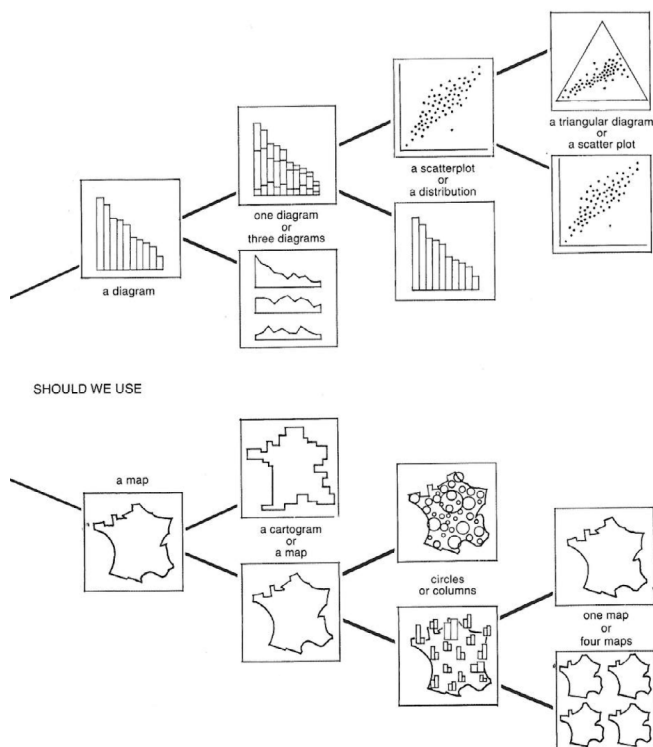 a triangular diagram
or
a scatter plot
a scatterplot
or
a distribution
one diagram
or
three diagrams
a diagram
SHOULD WE USE
a map
a cartogram
or
a map
circles
or columns
one map
or
four maps